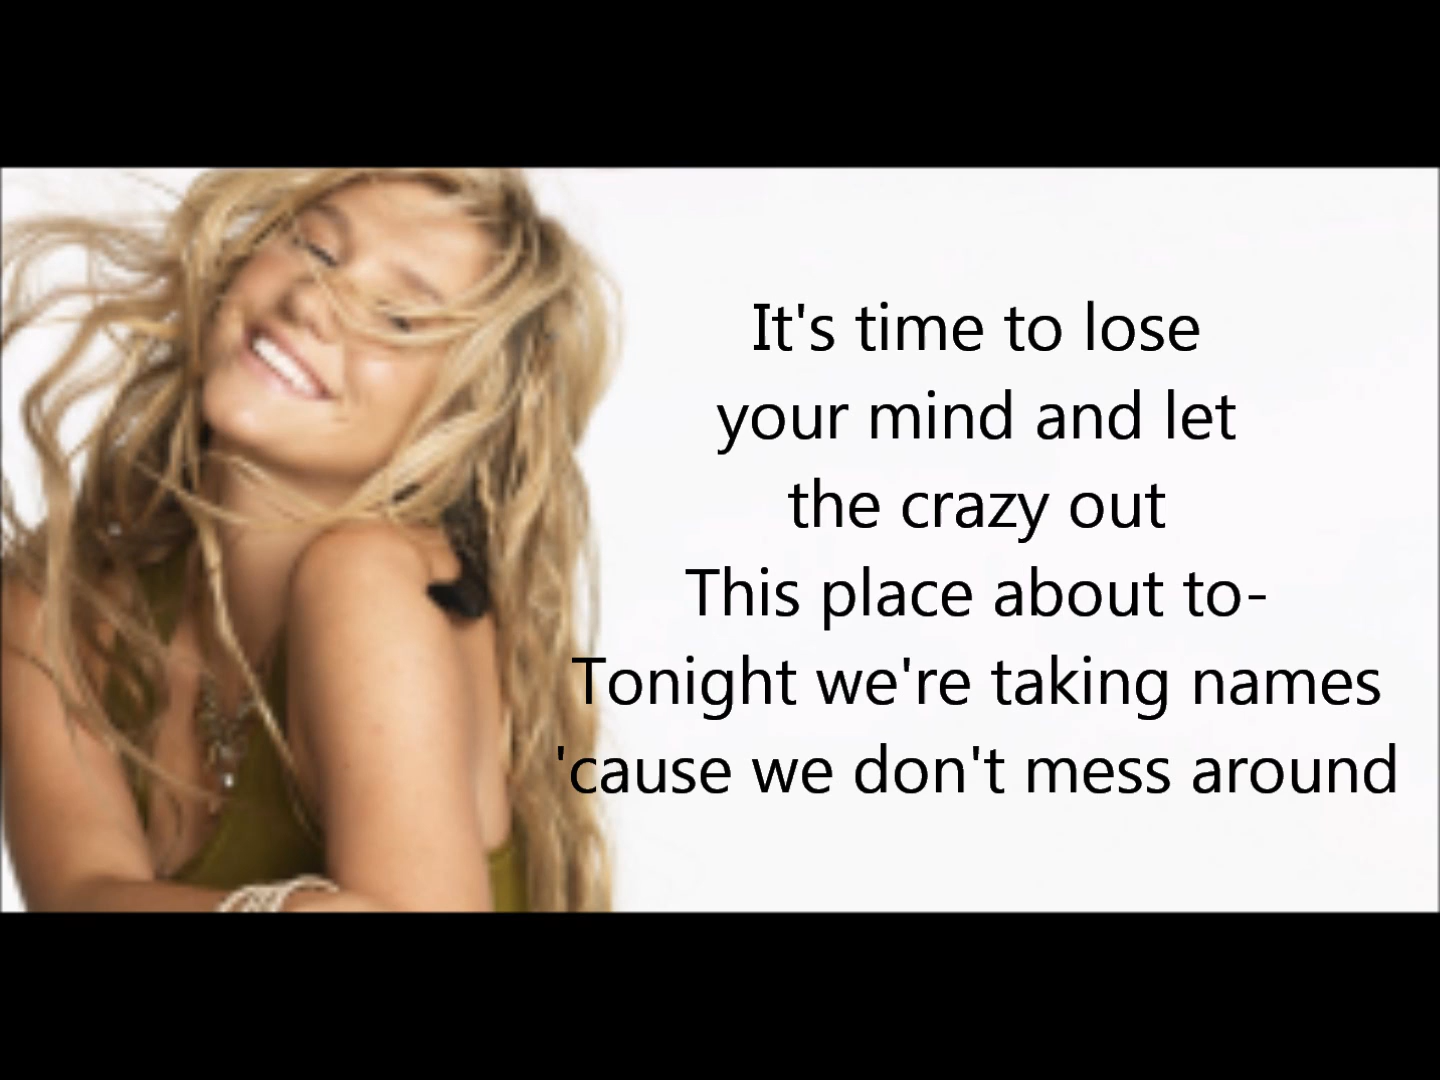 It's time to lose
your mind and let
the crazy out
This place about to-
Tonight we're taking names
'cause we don't mess around